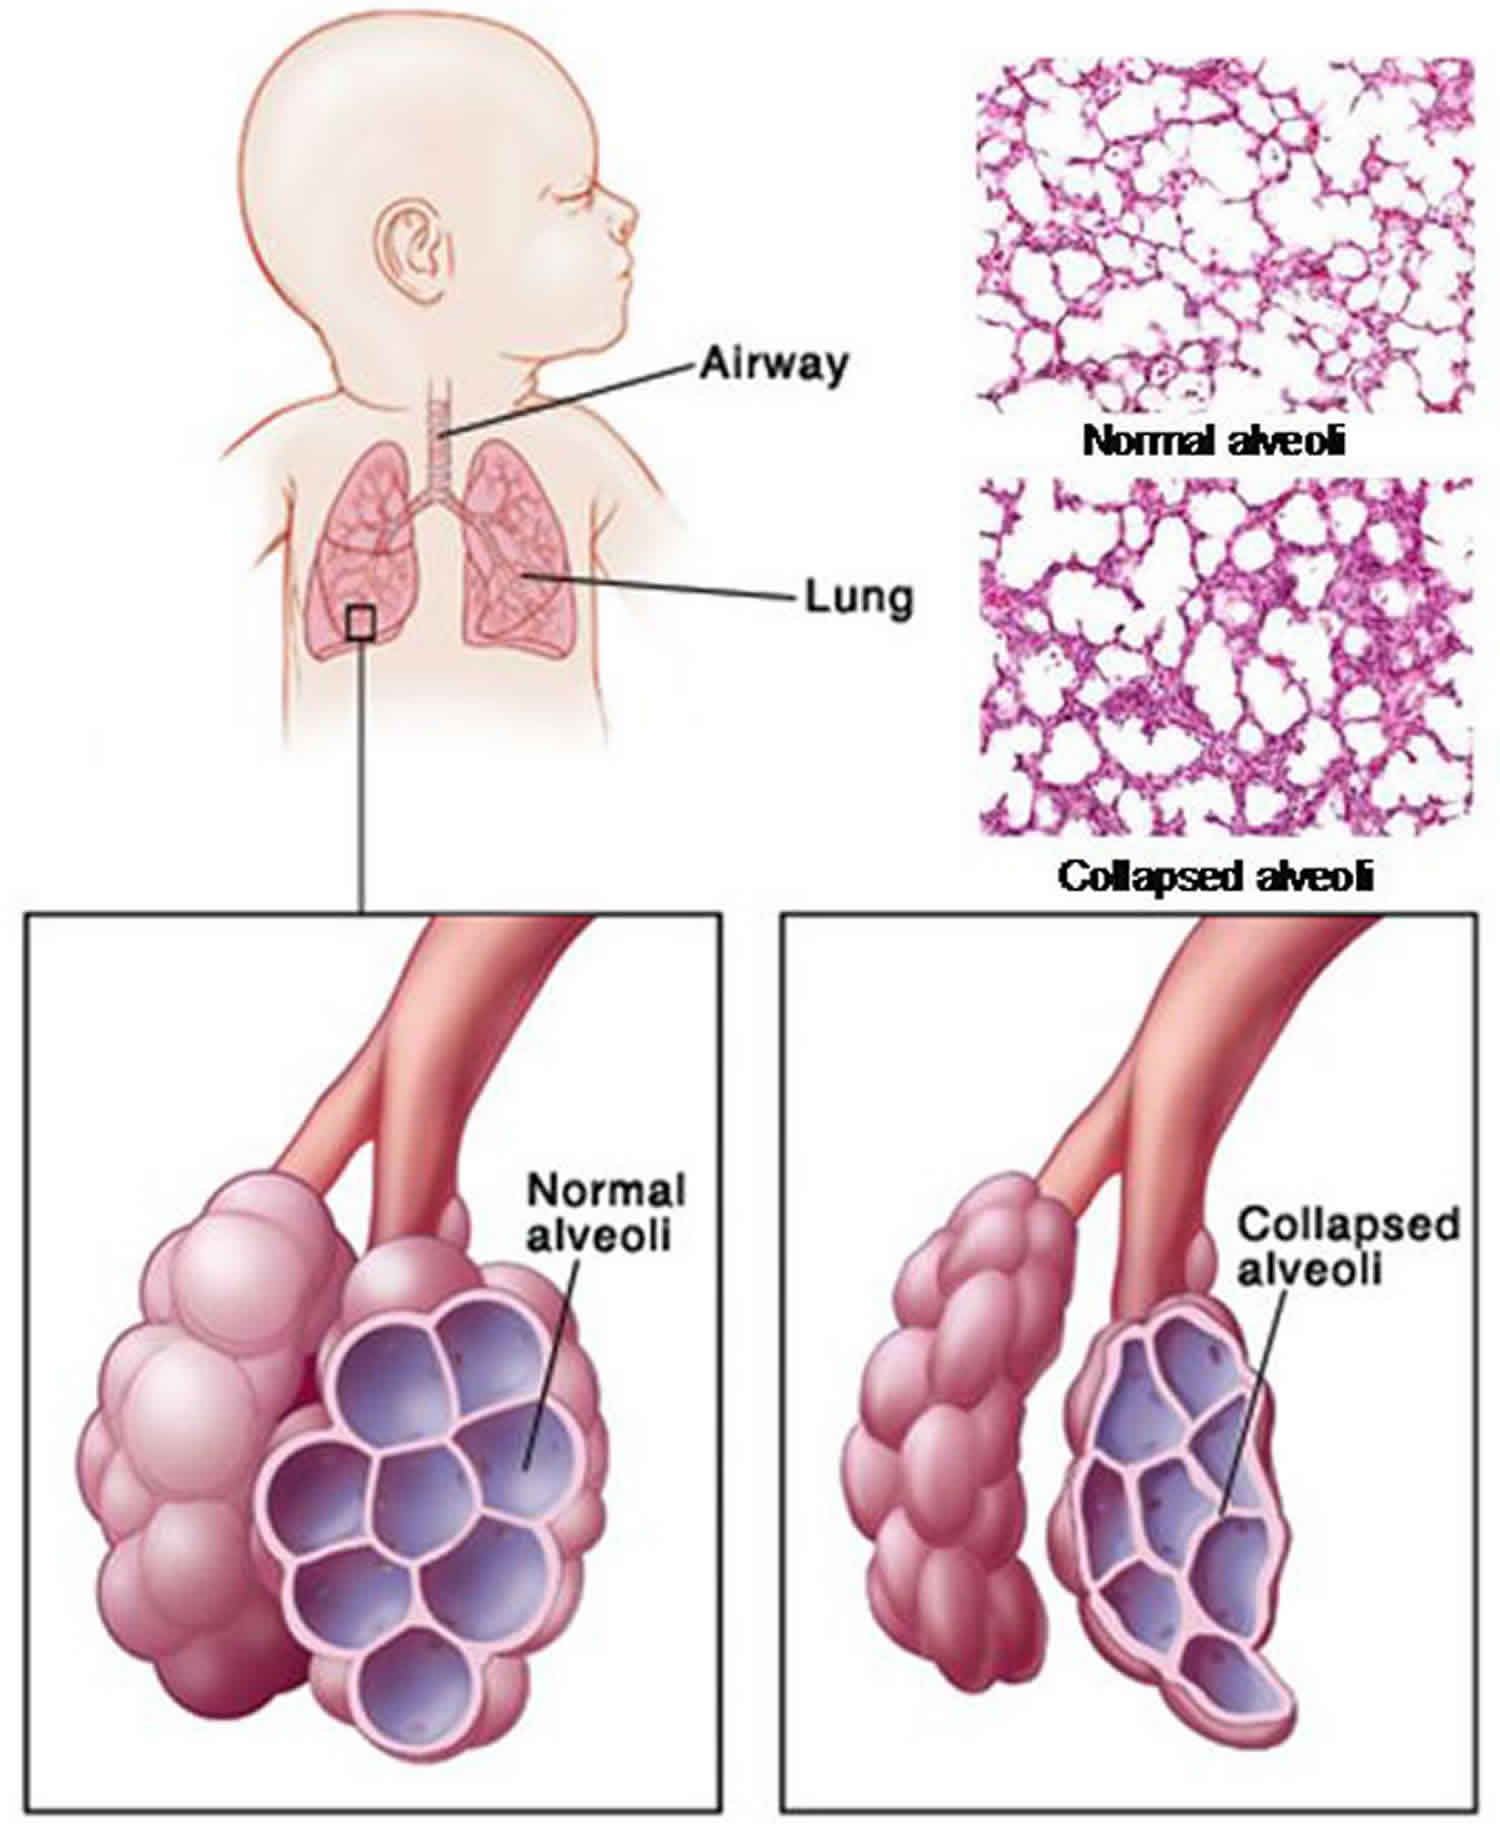 Airway
Normal alveoli
Lung
Collapsed alveoli
Normal
alveoli
Collapsed
alveoli